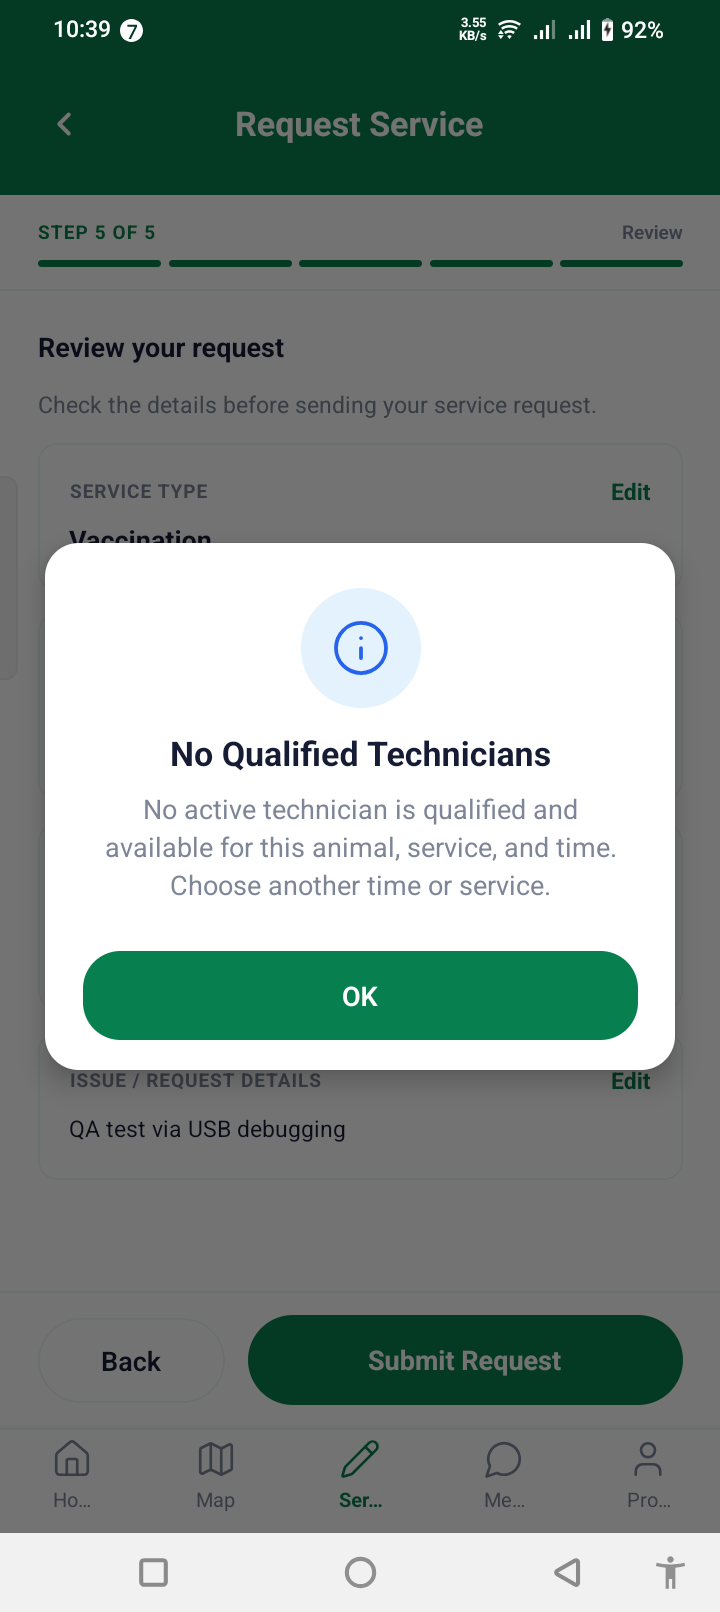 10:39 7 3.55 KB/s 92%
Request Service
STEP 5 OF 5 Review
Review your request
Check the details before sending your service request.
SERVICE TYPE Edit
Vaccination
No Qualified Technicians
No active technician is qualified and
available for this animal, service, and time.
Choose another time or service.
OK
ISSUE / REQUEST DETAILS Edit
QA test via USB debugging
Back Submit Request
Ho... Map Ser... Me... Pro...